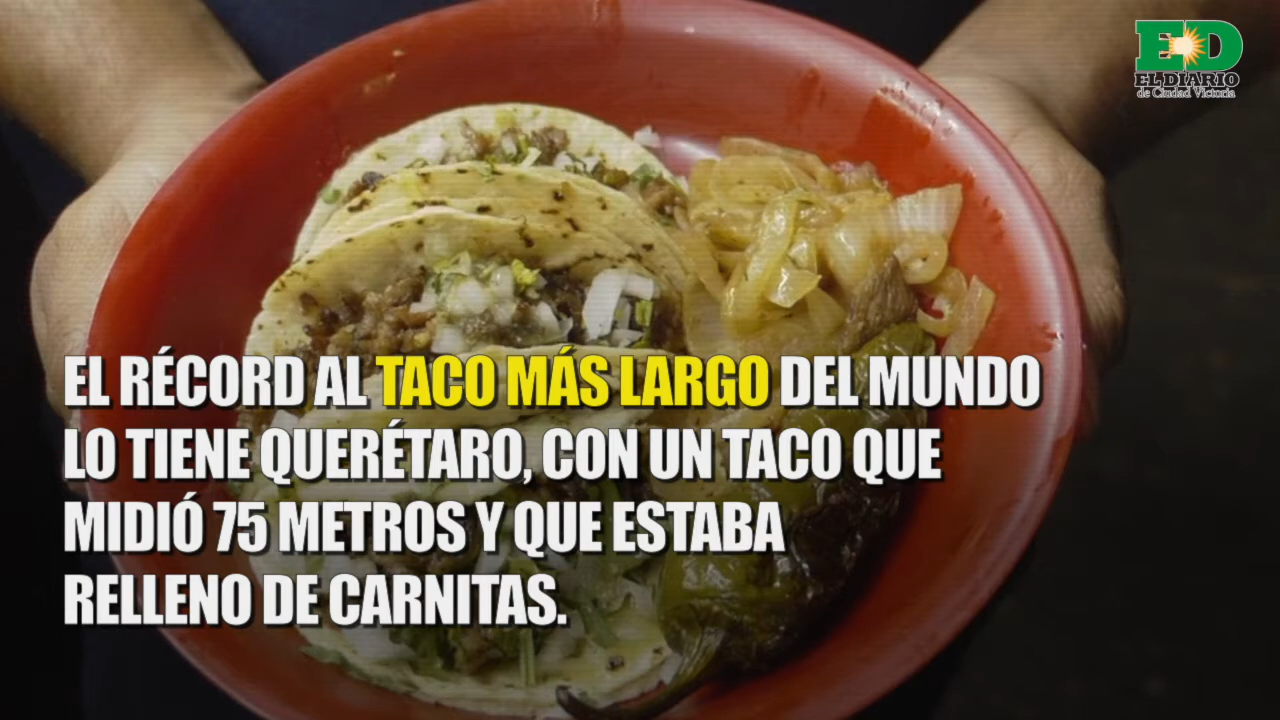 ED
EL DIARIO
de Ciudad Victoria
EL RÉCORD AL TACO MÁS LARGO DEL MUNDO
LO TIENE QUERÉTARO, CON UN TACO QUE
MIDIÓ 75 METROS Y QUE ESTABA
RELLENO DE CARNITAS.